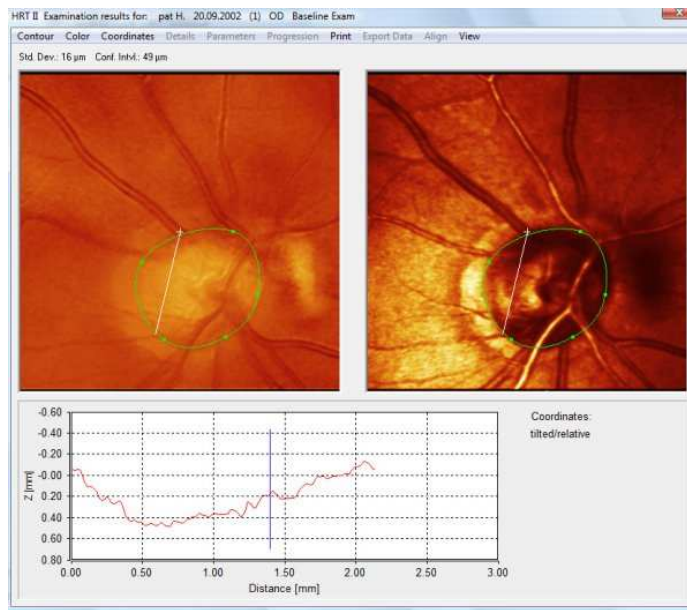 HRT II Examination results for: pat H. 20.09.2002 (1) OD Baseline Exam
Contour Color Coordinates Details Parameters Progression Print Export Data Align View
Std. Dev.: 16 µm Conf. Intvl.: 49 µm
-0.60
-0.40
-0.20
-0.00
0.20
0.40
0.60
0.80
Z [mm]
0.00 0.50 1.00 1.50 2.00 2.50 3.00
Distance [mm]
Coordinates:
tilted/relative